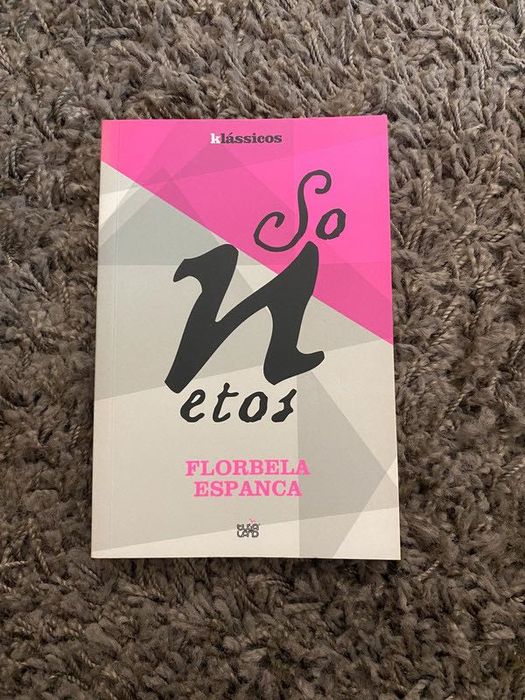 klássicos
So
n
etos
FLORBELA
ESPANCA